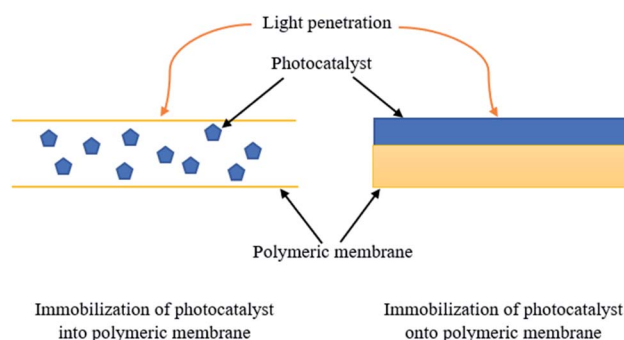 Light penetration
Photocatalyst
Polymeric membrane
Immobilization of photocatalyst
into polymeric membrane
Immobilization of photocatalyst
onto polymeric membrane